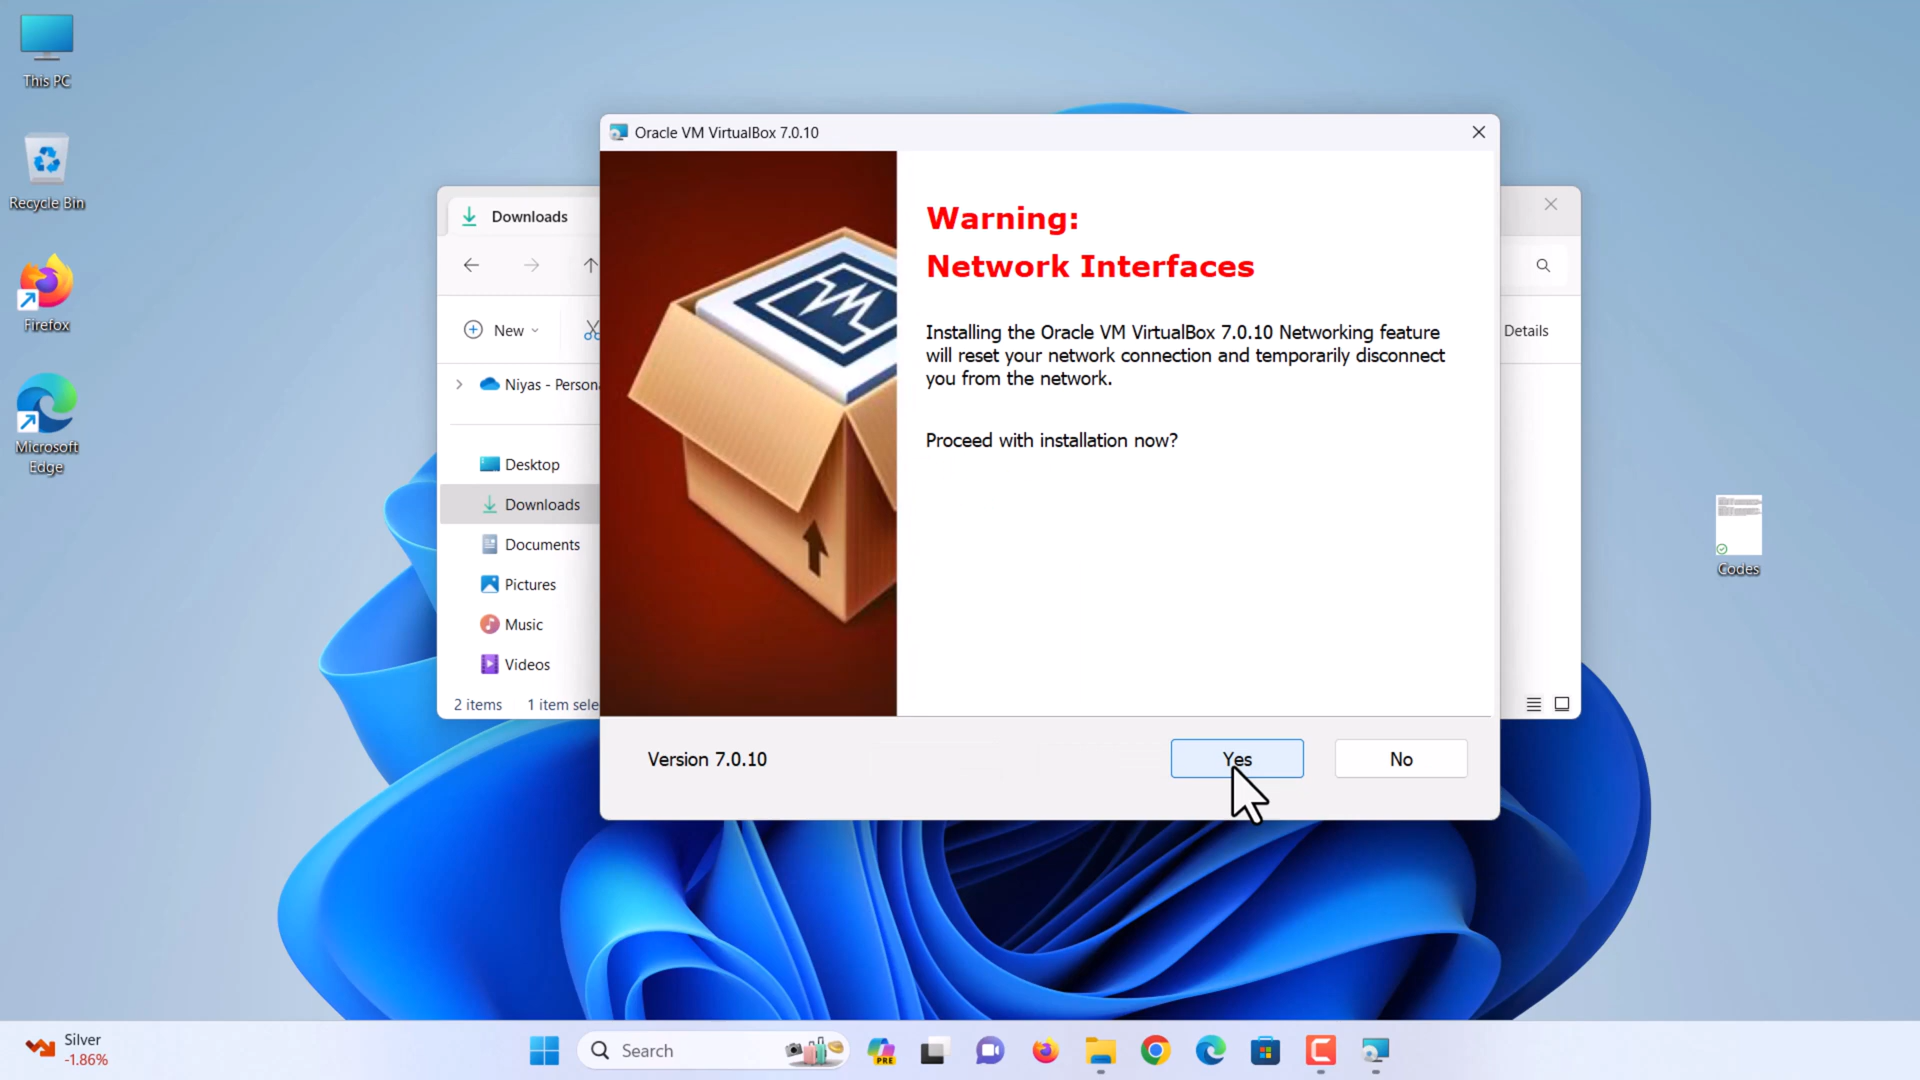 This PC
Recycle Bin
Firefox
Microsoft
Edge
Downloads
New
Niyas - Persona
Desktop
Downloads
Documents
Pictures
Music
Videos
2 items 1 item sele
Oracle VM VirtualBox 7.0.10
Warning:
Network Interfaces
Installing the Oracle VM VirtualBox 7.0.10 Networking feature
will reset your network connection and temporarily disconnect
you from the network.
Proceed with installation now?
Version 7.0.10
Yes
No
Details
Codes
Silver
-1.86%
Search
PRE